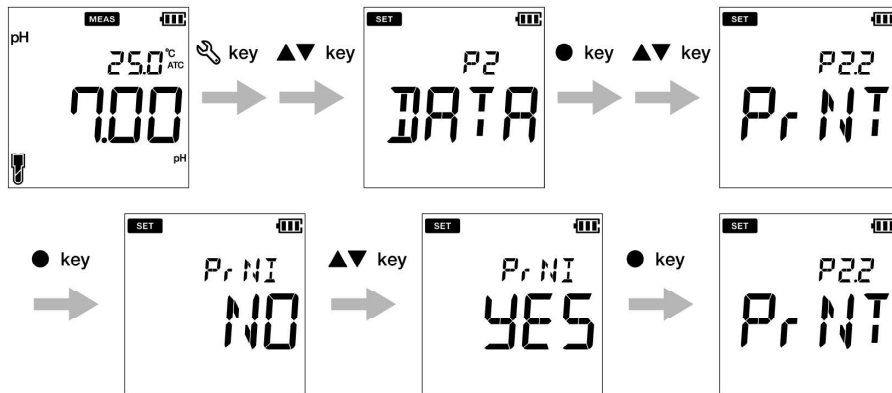 MEAS
pH
25.0 °C
ATC
7.00
pH
key
key
SET
P2
DATA
key
key
SET
P2.2
PrNT
key
SET
PrNI
NO
key
SET
PrNI
YES
key
SET
P2.2
PrNT